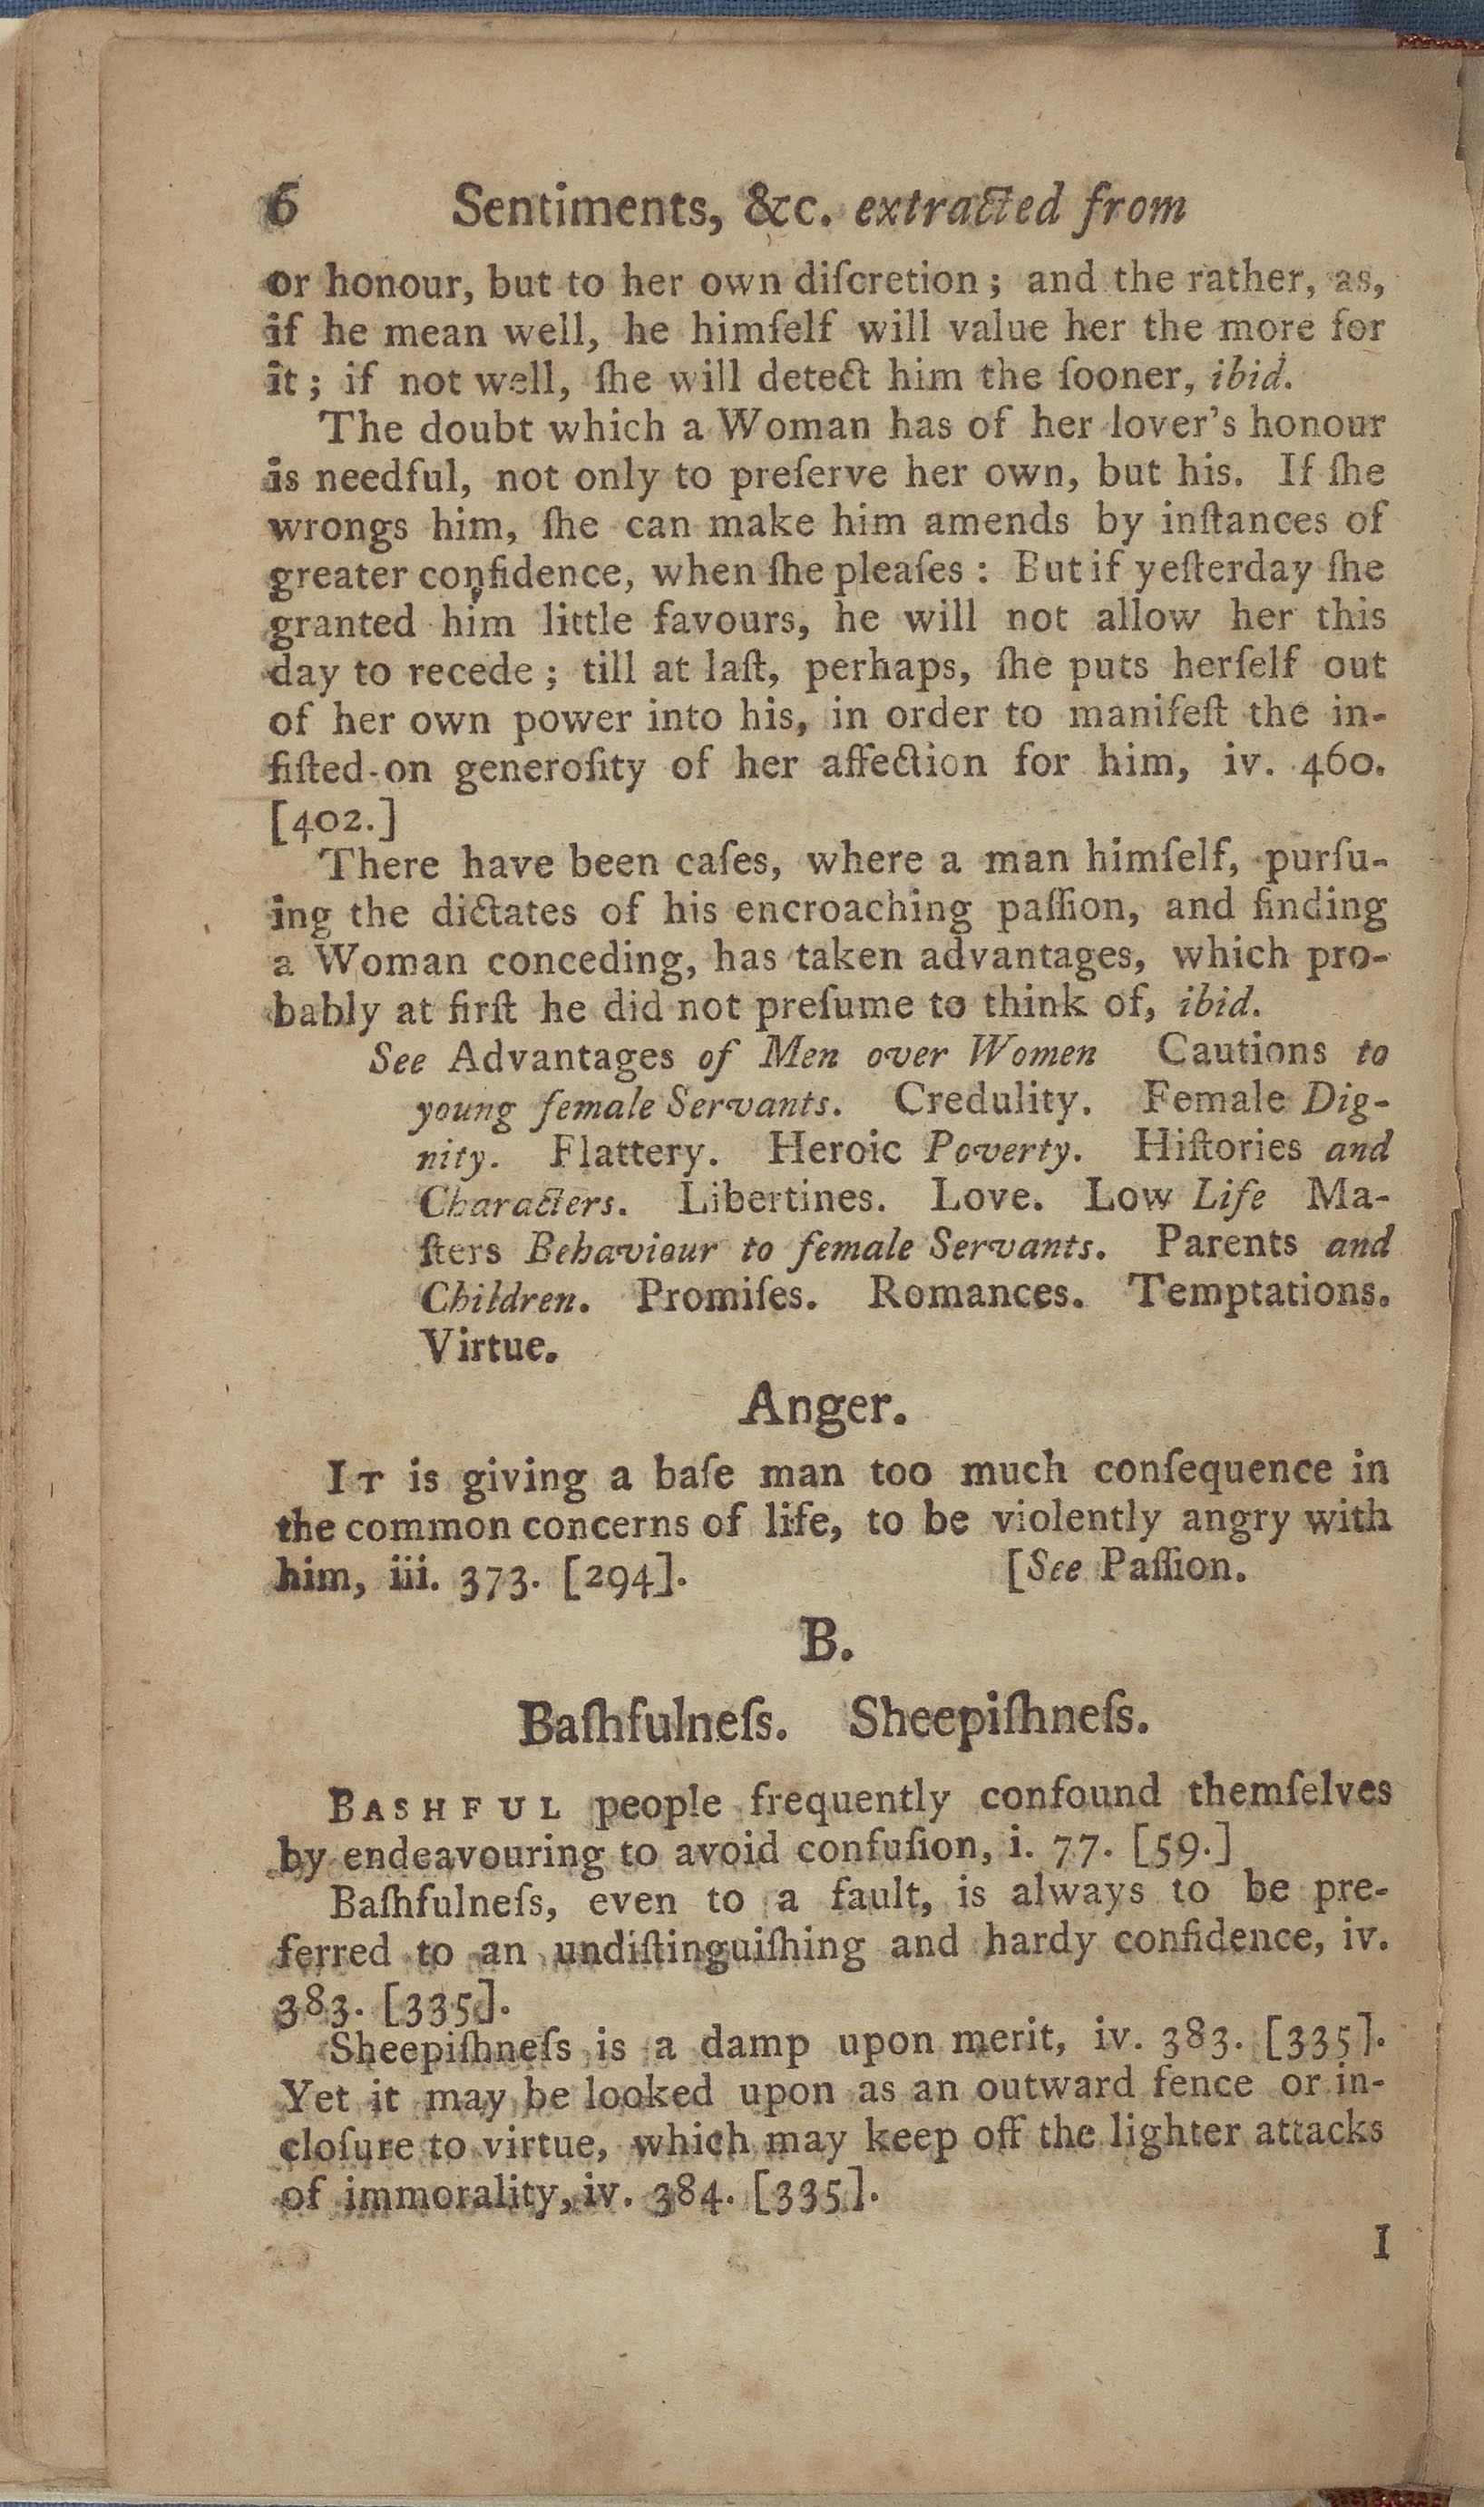 6 Sentiments, &c. extracted from
or honour, but to her own diſcretion; and the rather, as,
if he mean well, he himſelf will value her the more for
it; if not well, ſhe will detect him the ſooner, ibid.
The doubt which a Woman has of her lover's honour
is needful, not only to preſerve her own, but his. If ſhe
wrongs him, ſhe can make him amends by inſtances of
greater confidence, when ſhe pleaſes: But if yeſterday ſhe
granted him little favours, he will not allow her this
day to recede; till at laſt, perhaps, ſhe puts herſelf out
of her own power into his, in order to manifeſt the in-
ſiſted-on generoſity of her affection for him, iv. 460.
[402.]
There have been caſes, where a man himſelf, purſu-
ing the dictates of his encroaching paſſion, and finding
a Woman conceding, has taken advantages, which pro-
bably at firſt he did not preſume to think of, ibid.
See Advantages of Men over Women Cautions to
young female Servants. Credulity. Female Dig-
nity. Flattery. Heroic Poverty. Hiſtories and
Characters. Libertines. Love. Low Life Ma-
ſters Behaviour to female Servants. Parents and
Children. Promiſes. Romances. Temptations.
Virtue.
Anger.
IT is giving a baſe man too much conſequence in
the common concerns of life, to be violently angry with
him, iii. 373. [294]. [See Paſſion.
B.
Baſhfulneſs. Sheepiſhneſs.
BASHFUL people frequently confound themſelves
by endeavouring to avoid confuſion, i. 77. [59.]
Baſhfulneſs, even to a fault, is always to be pre-
ferred to an undiſtinguiſhing and hardy confidence, iv.
383. [335].
Sheepiſhneſs is a damp upon merit, iv. 383. [335].
Yet it may be looked upon as an outward fence or in-
cloſure to virtue, which may keep off the lighter attacks
of immorality, iv. 384. [335].
I